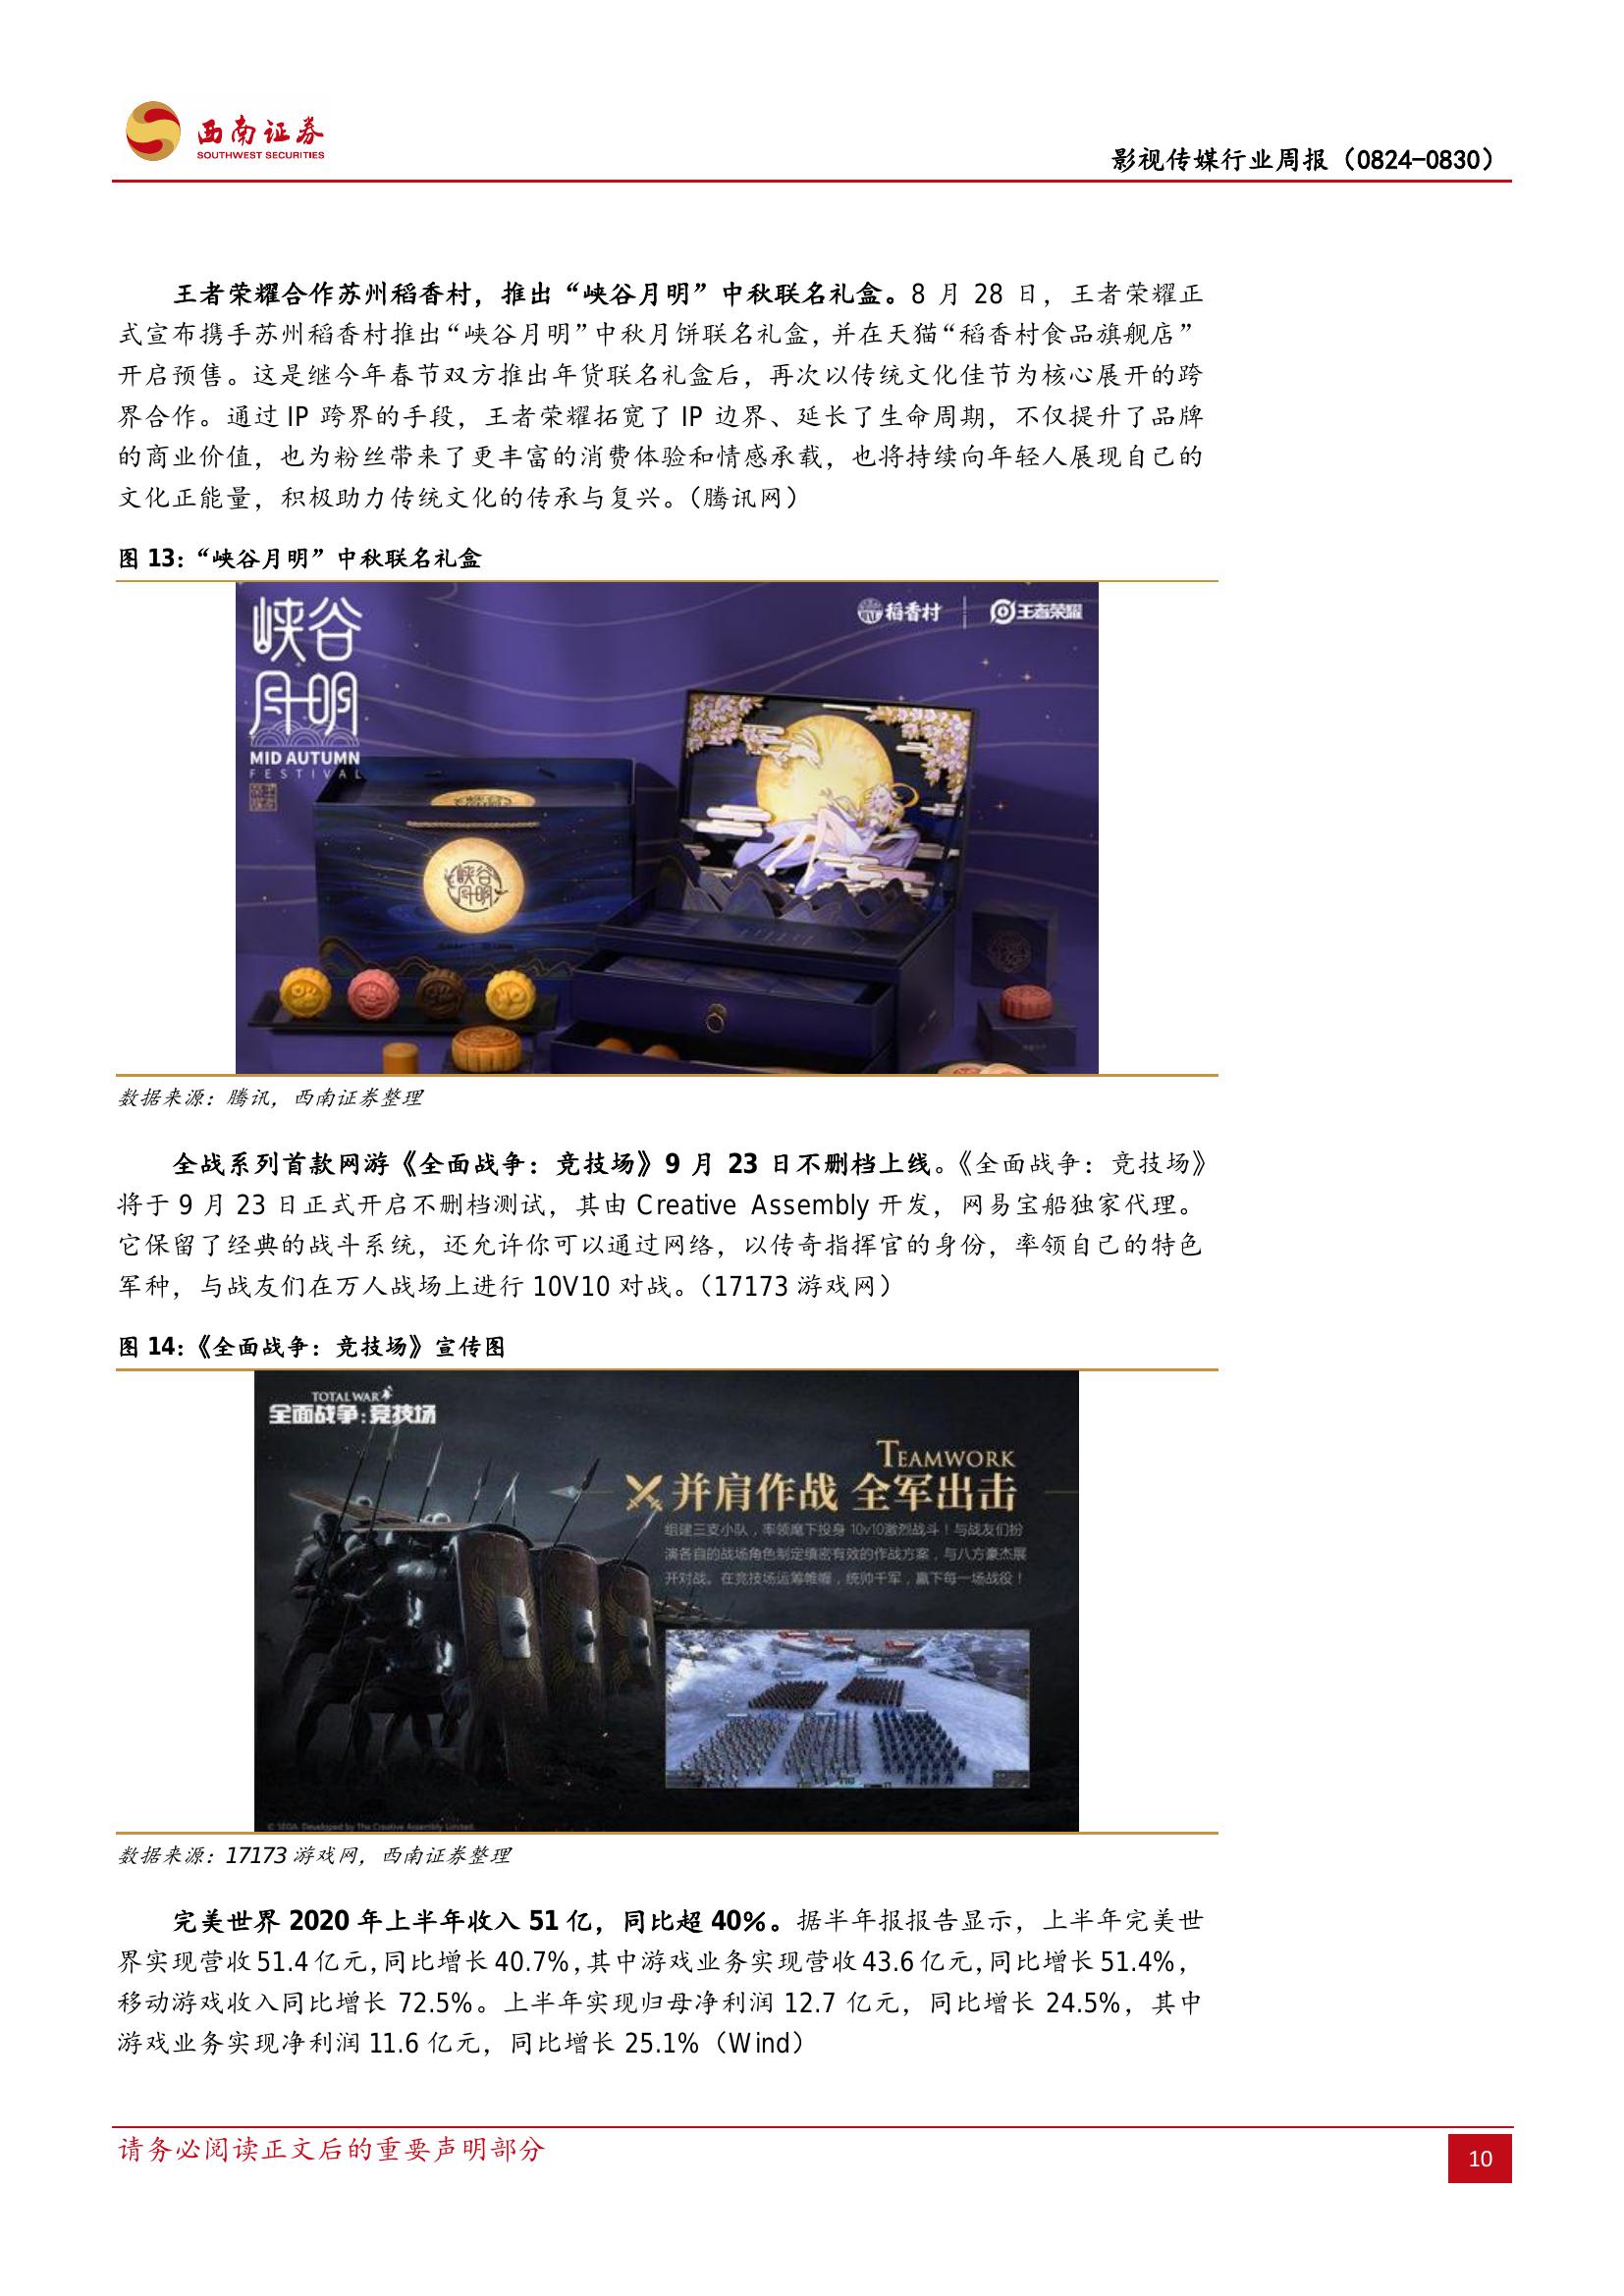 西南证券
SOUTHWEST SECURITIES
影视传媒行业周报（0824-0830）
王者荣耀合作苏州稻香村，推出“峡谷月明”中秋联名礼盒。8 月 28 日，王者荣耀正
式宣布携手苏州稻香村推出“峡谷月明”中秋月饼联名礼盒，并在天猫“稻香村食品旗舰店”
开启预售。这是继今年春节双方推出年货联名礼盒后，再次以传统文化佳节为核心展开的跨
界合作。通过 IP 跨界的手段，王者荣耀拓宽了 IP 边界、延长了生命周期，不仅提升了品牌
的商业价值，也为粉丝带来了更丰富的消费体验和情感承载，也将持续向年轻人展现自己的
文化正能量，积极助力传统文化的传承与复兴。（腾讯网）
图 13：“峡谷月明”中秋联名礼盒
峡谷
月明
MID AUTUMN
FESTIVAL
稻香村 王者荣耀
峡谷
月明
数据来源：腾讯，西南证券整理
全战系列首款网游《全面战争：竞技场》9 月 23 日不删档上线。《全面战争：竞技场》
将于 9 月 23 日正式开启不删档测试，其由 Creative Assembly 开发，网易宝船独家代理。
它保留了经典的战斗系统，还允许你可以通过网络，以传奇指挥官的身份，率领自己的特色
军种，与战友们在万人战场上进行 10V10 对战。（17173 游戏网）
图 14：《全面战争：竞技场》宣传图
TOTAL WAR
全面战争:竞技场
TEAMWORK
并肩作战 全军出击
组建三支小队，率领麾下投身 10v10激烈战斗！与战友们扮
演各自的战场角色制定缜密有效的作战方案，与八方豪杰展
开对战。在竞技场运筹帷幄，统帅千军，赢下每一场战役！
© SEGA. Developed by The Creative Assembly Limited.
数据来源：17173 游戏网，西南证券整理
完美世界 2020 年上半年收入 51 亿，同比超 40%。据半年报报告显示，上半年完美世
界实现营收 51.4 亿元，同比增长 40.7%，其中游戏业务实现营收 43.6 亿元，同比增长 51.4%，
移动游戏收入同比增长 72.5%。上半年实现归母净利润 12.7 亿元，同比增长 24.5%，其中
游戏业务实现净利润 11.6 亿元，同比增长 25.1%（Wind）
请务必阅读正文后的重要声明部分
10